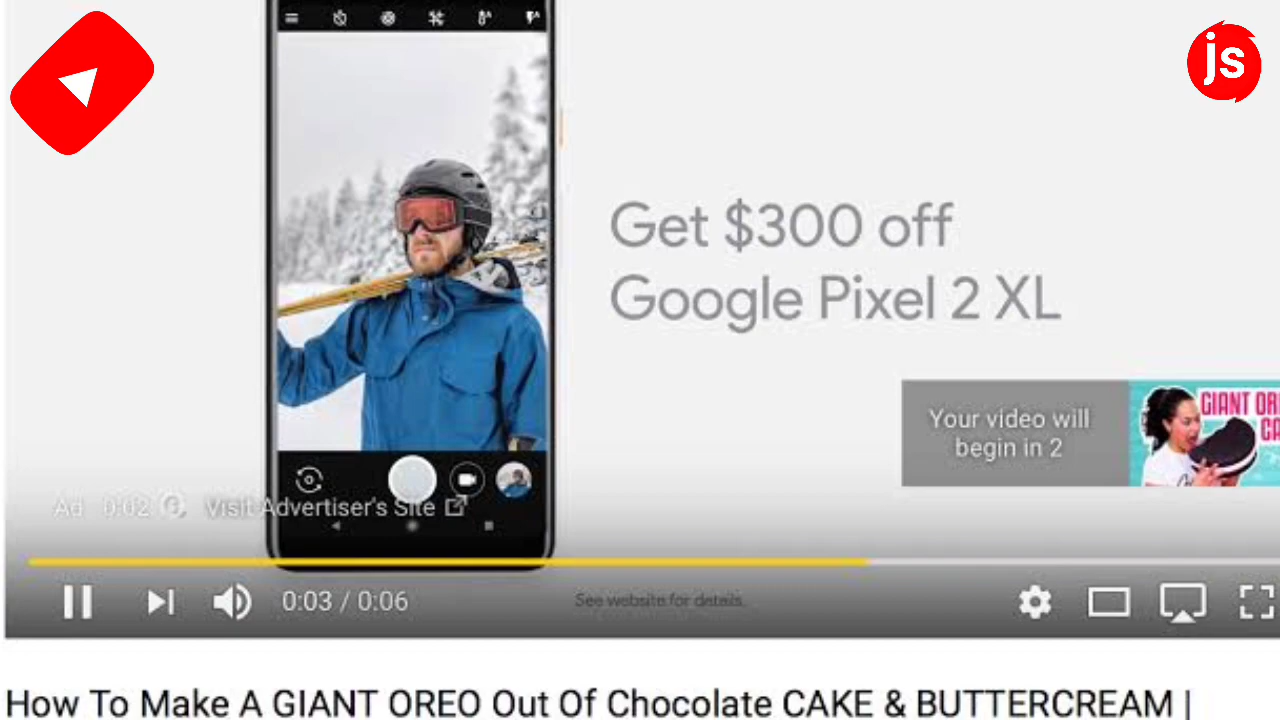 js
Get $300 off
Google Pixel 2 XL
GIANT
Your video will
begin in 2
Ad 0:02 Visit Advertiser's Site
0:03 / 0:06
See website for details.
How To Make A GIANT OREO Out Of Chocolate CAKE & BUTTERCREAM |